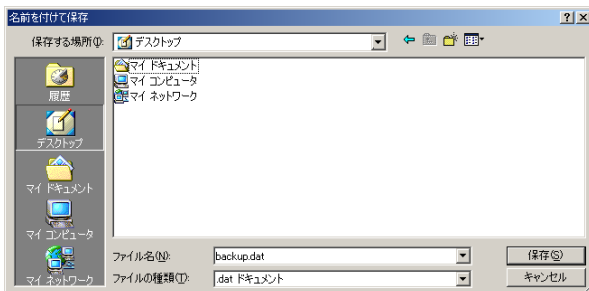 名前を付けて保存
保存する場所(I):
デスクトップ
履歴
デスクトップ
マイ ドキュメント
マイ コンピュータ
マイ ネットワーク
マイ ドキュメント
マイ コンピュータ
マイ ネットワーク
ファイル名(N):
backup.dat
保存(S)
ファイルの種類(T):
.dat ドキュメント
キャンセル